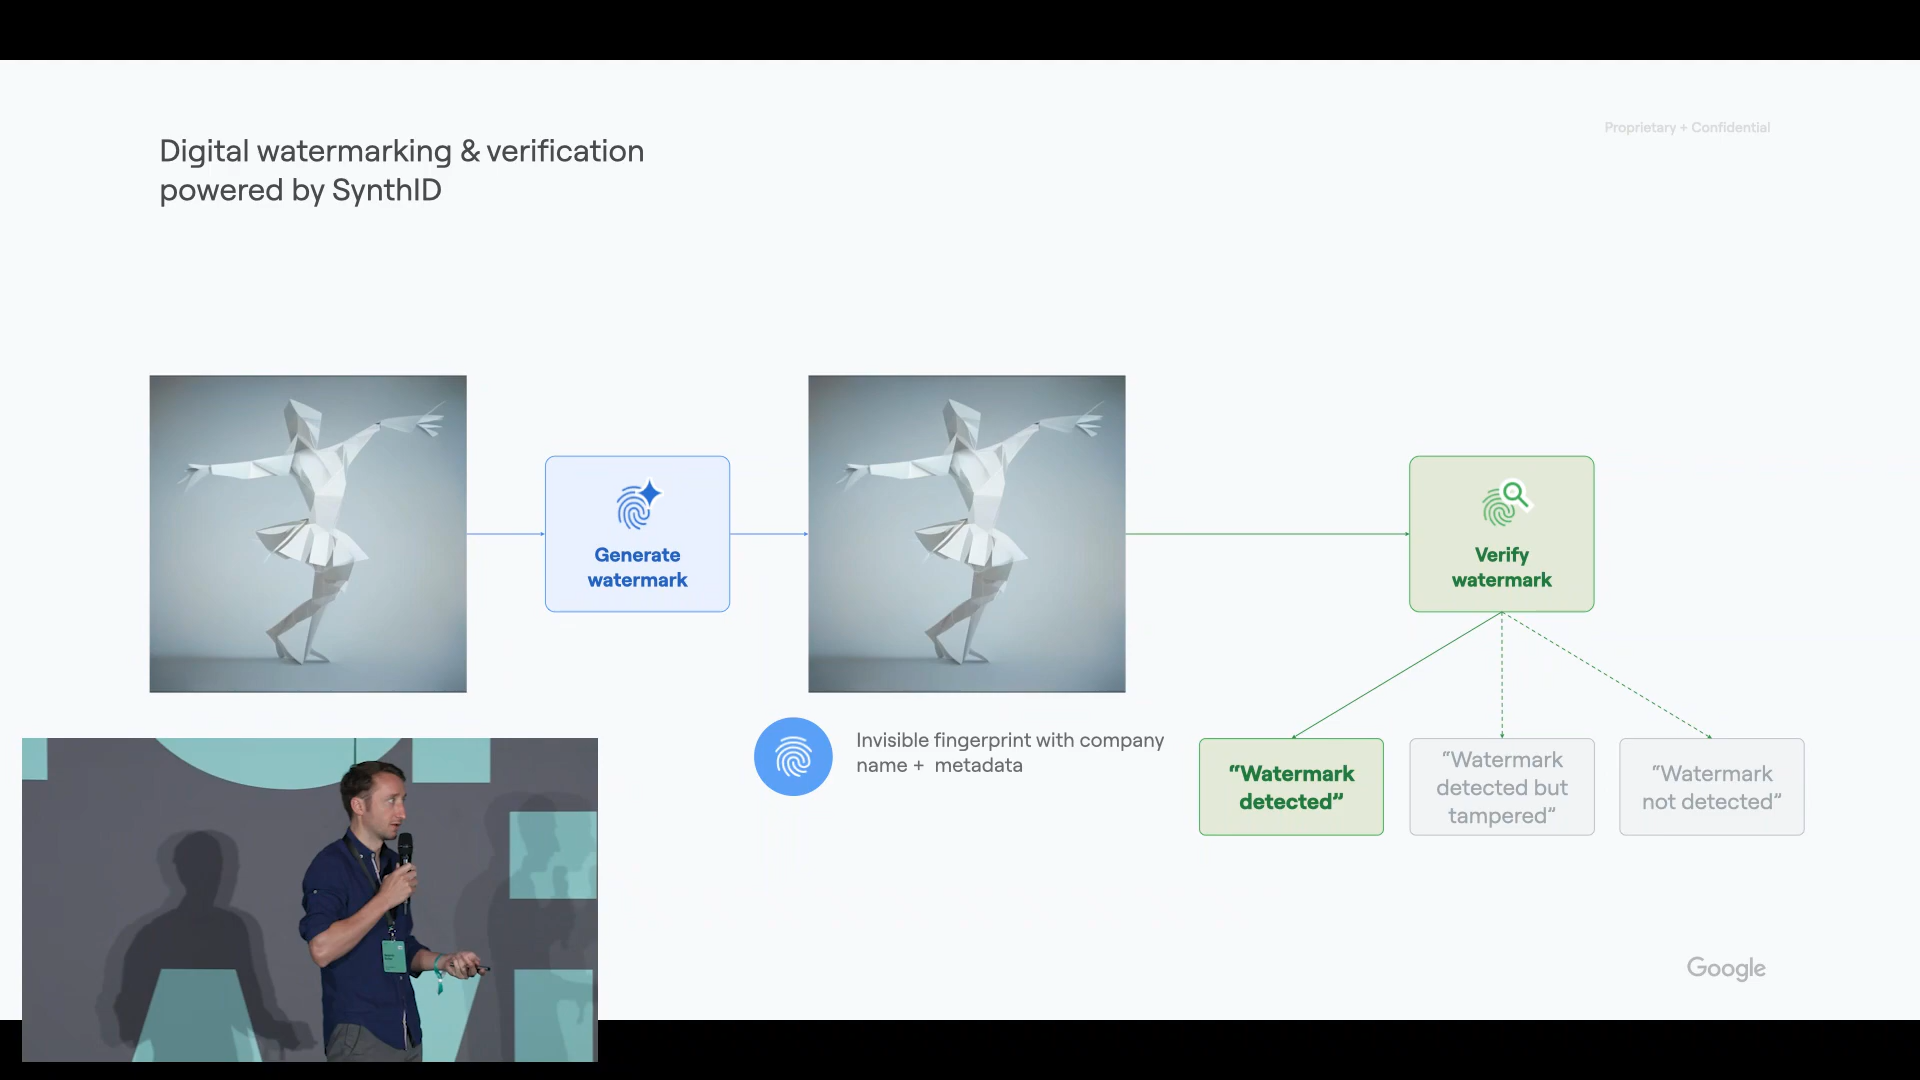 Digital watermarking & verification
powered by SynthID
Proprietary + Confidential
Generate
watermark
Verify
watermark
Invisible fingerprint with company
name + metadata
“Watermark
detected”
“Watermark
detected but
tampered”
“Watermark
not detected”
Google